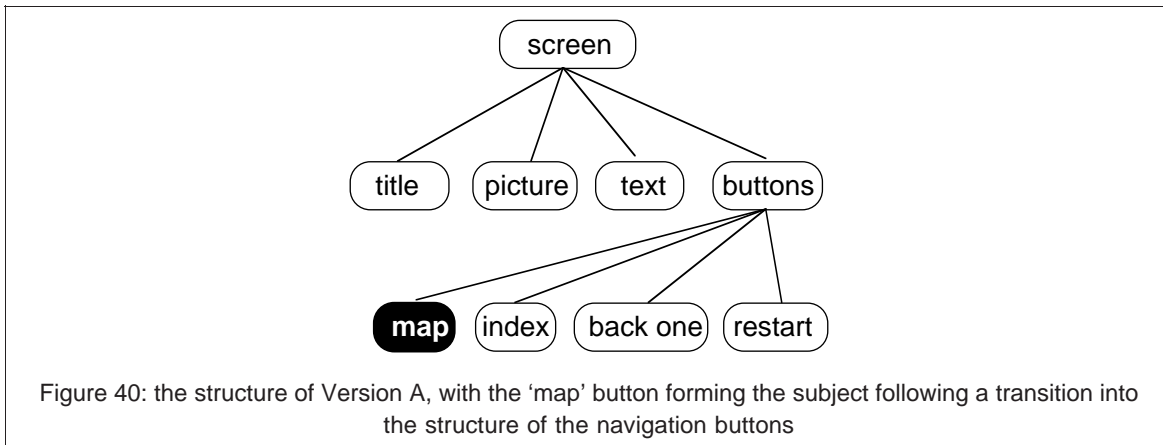 screen
title picture text buttons
map index back one restart
Figure 40: the structure of Version A, with the ‘map’ button forming the subject following a transition into
the structure of the navigation buttons